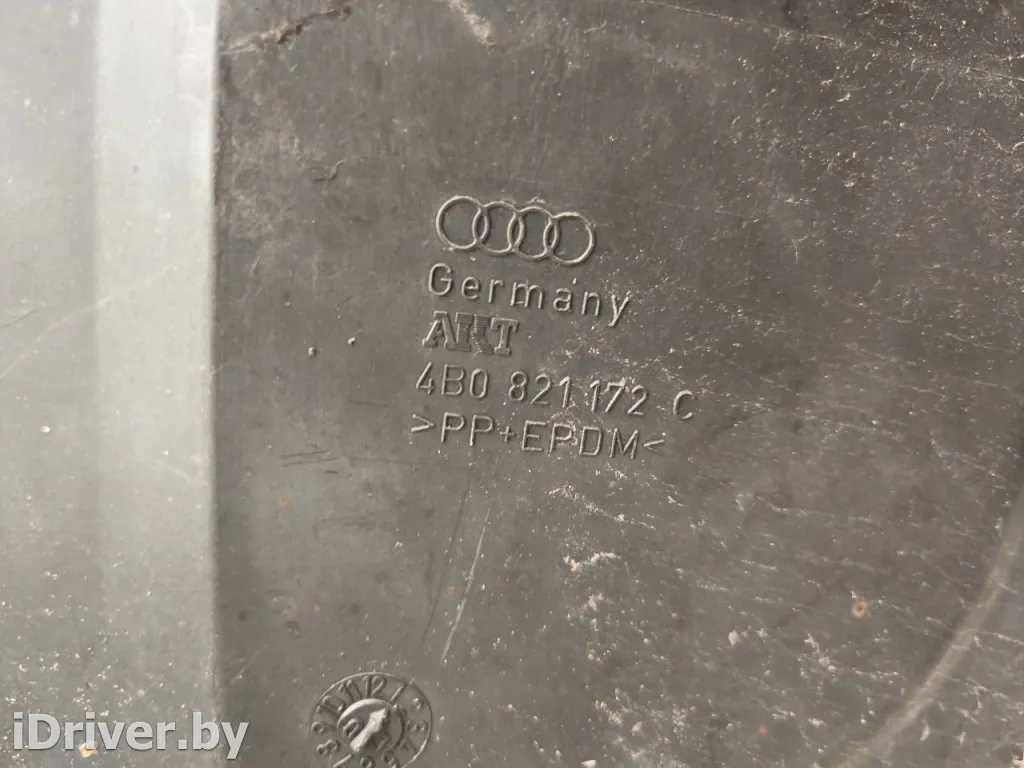 Germany
ART
4B0 821 172 C
>PP+EPDM<
iDriver.by